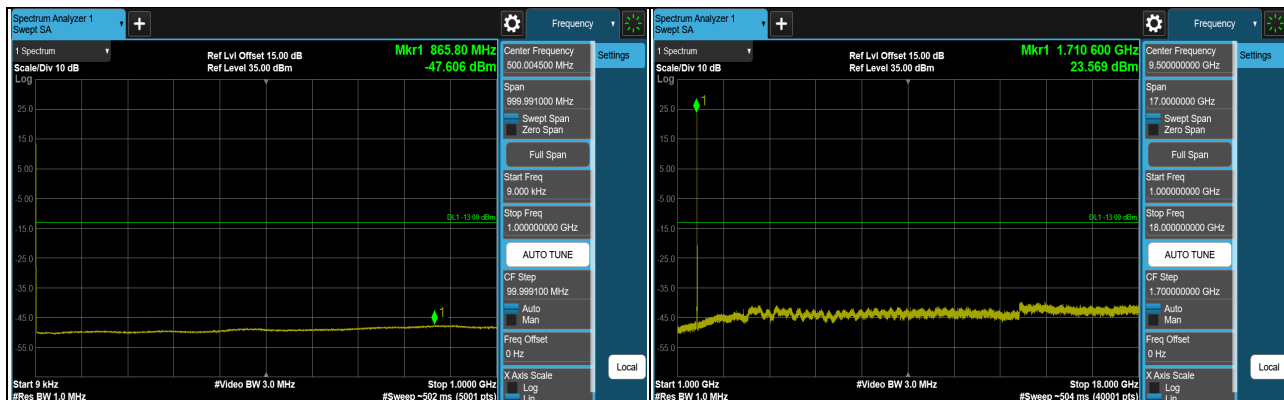 Spectrum Analyzer 1
Swept SA
+
Frequency
1 Spectrum
Scale/Div 10 dB
Log
Ref Lvl Offset 15.00 dB
Ref Level 35.00 dBm
Mkr1 865.80 MHz
-47.606 dBm
25.0
15.0
5.00
-5.00
-15.0
-25.0
-35.0
-45.0
-55.0
DL1 -13.00 dBm
1
Start 9 kHz
#Res BW 1.0 MHz
#Video BW 3.0 MHz
Stop 1.0000 GHz
#Sweep ~502 ms (5001 pts)
Center Frequency
500.004500 MHz
Settings
Span
999.991000 MHz
Swept Span
Zero Span
Full Span
Start Freq
9.000 kHz
Stop Freq
1.000000000 GHz
AUTO TUNE
CF Step
99.999100 MHz
Auto
Man
Freq Offset
0 Hz
Local
X Axis Scale
Log
Lin
Spectrum Analyzer 1
Swept SA
+
Frequency
1 Spectrum
Scale/Div 10 dB
Log
Ref Lvl Offset 15.00 dB
Ref Level 35.00 dBm
Mkr1 1.710 600 GHz
23.569 dBm
25.0
15.0
5.00
-5.00
-15.0
-25.0
-35.0
-45.0
-55.0
1
DL1 -13.00 dBm
Start 1.000 GHz
#Res BW 1.0 MHz
#Video BW 3.0 MHz
Stop 18.000 GHz
#Sweep ~504 ms (40001 pts)
Center Frequency
9.500000000 GHz
Settings
Span
17.0000000 GHz
Swept Span
Zero Span
Full Span
Start Freq
1.000000000 GHz
Stop Freq
18.000000000 GHz
AUTO TUNE
CF Step
1.700000000 GHz
Auto
Man
Freq Offset
0 Hz
Local
X Axis Scale
Log
Lin